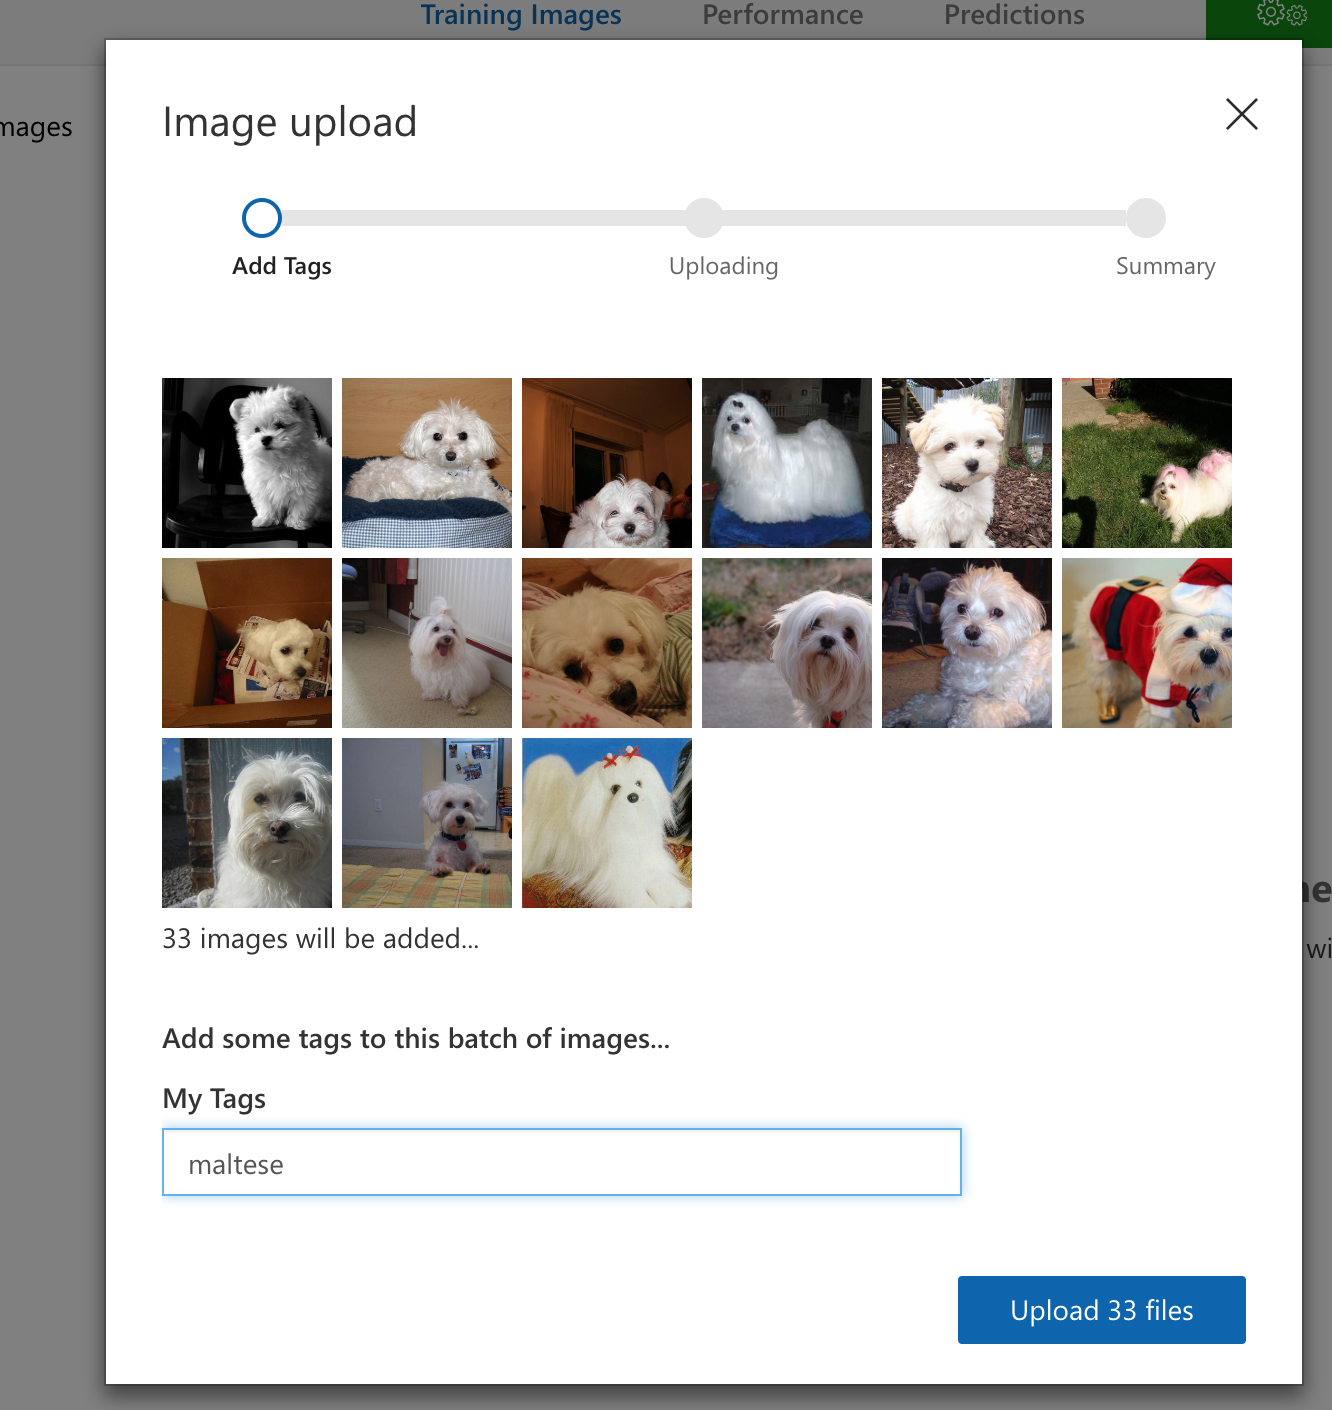 Training Images Performance Predictions
mages
Image upload
Add Tags Uploading Summary
33 images will be added...
wi
Add some tags to this batch of images...
My Tags
maltese
Upload 33 files